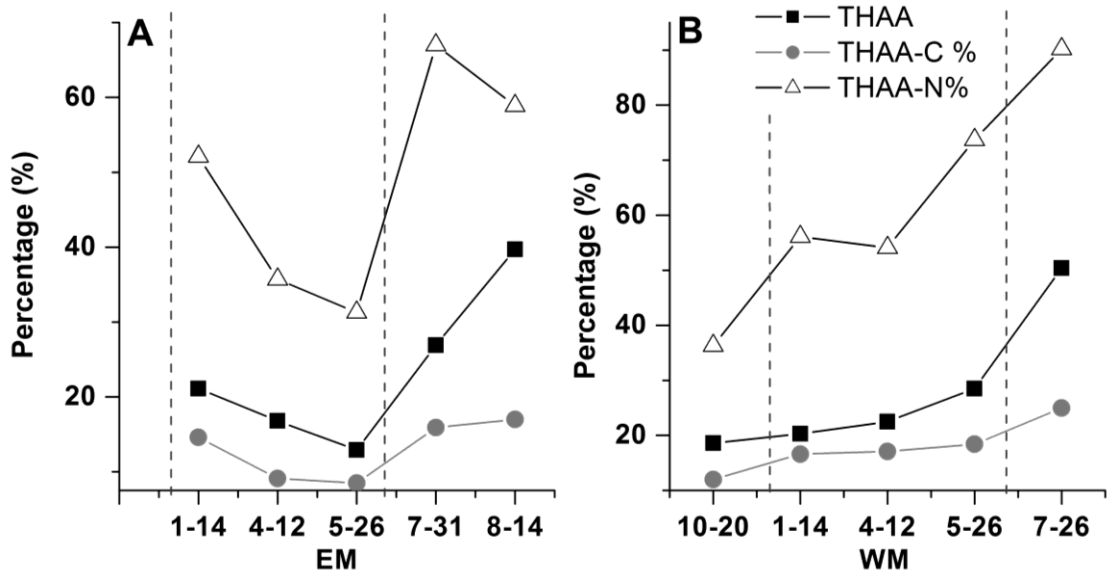 A
Percentage (%)
60
40
20
1-14 4-12 5-26 7-31 8-14
EM
B
THAA
THAA-C %
THAA-N%
Percentage (%)
80
60
40
20
10-20 1-14 4-12 5-26 7-26
WM